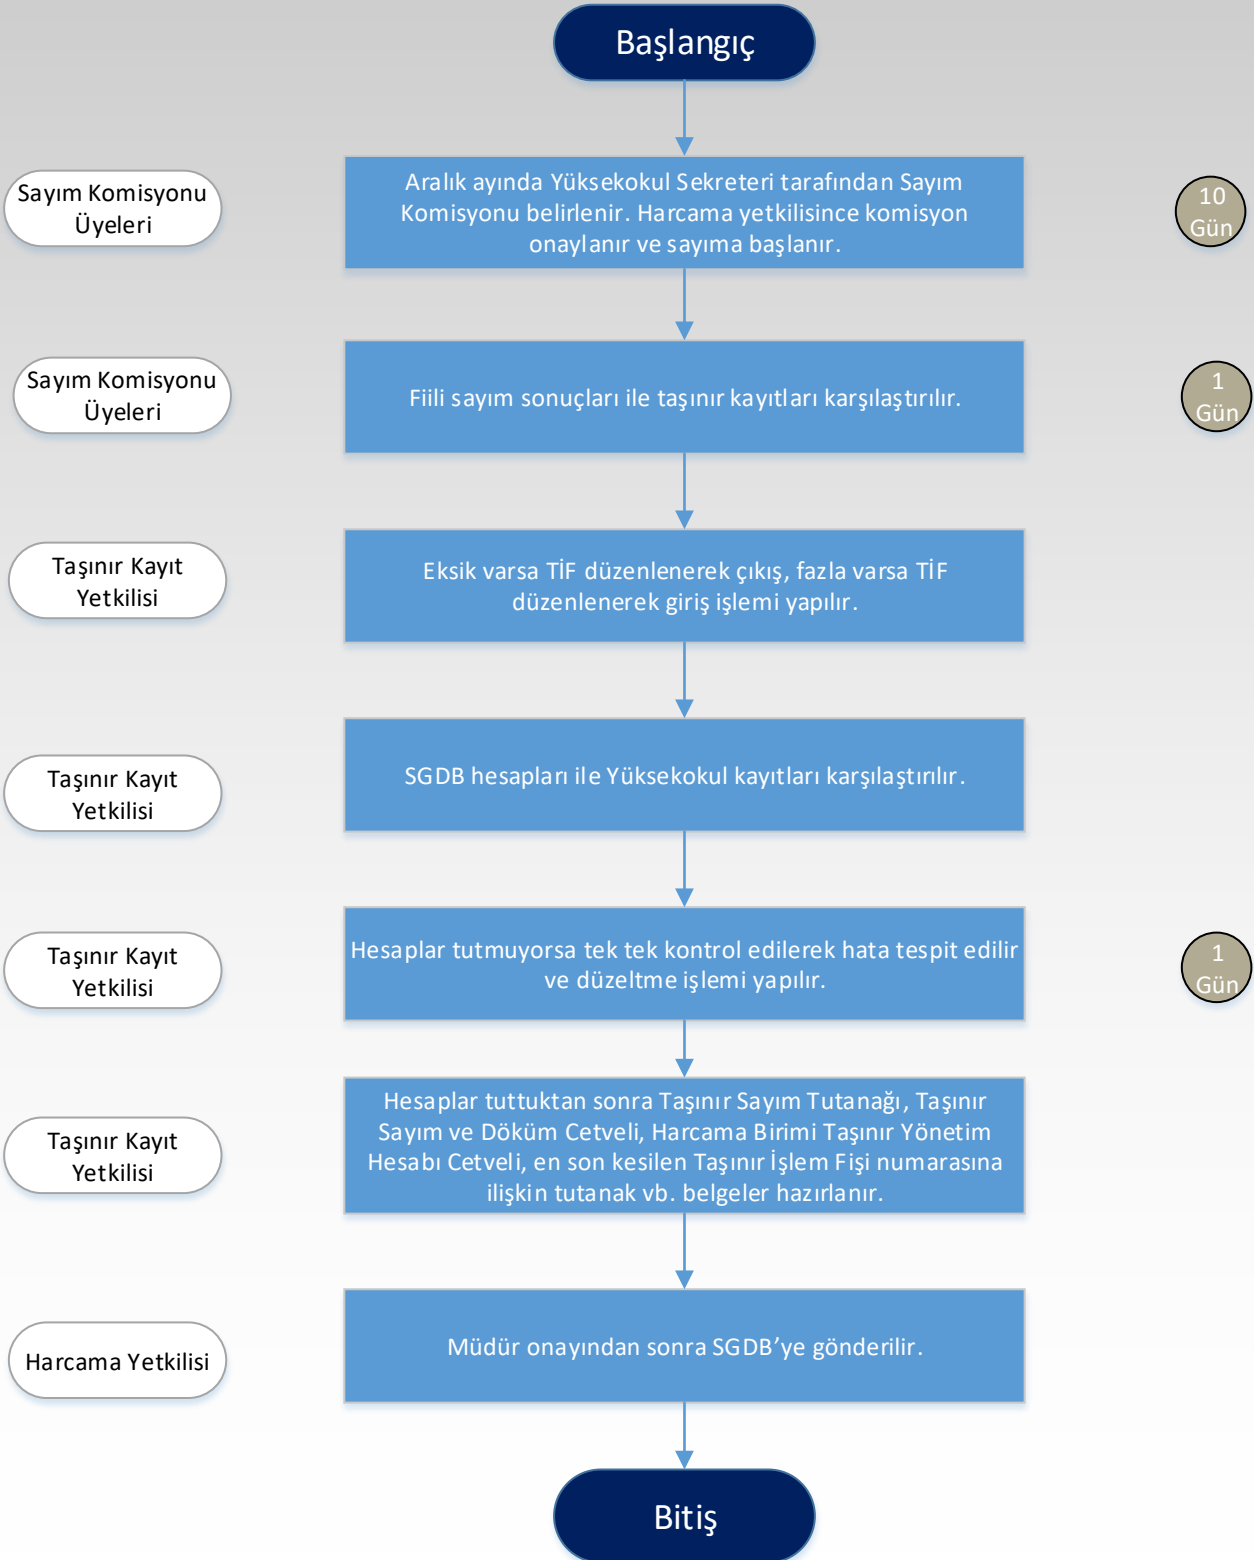 Başlangıç
Sayım Komisyonu
Üyeleri
Aralık ayında Yüksekokul Sekreteri tarafından Sayım
Komisyonu belirlenir. Harcama yetkilisince komisyon
onaylanır ve sayıma başlanır.
10
Gün
Sayım Komisyonu
Üyeleri
Fiili sayım sonuçları ile taşınır kayıtları karşılaştırılır.
1
Gün
Taşınır Kayıt
Yetkilisi
Eksik varsa TİF düzenlenerek çıkış, fazla varsa TİF
düzenlenerek giriş işlemi yapılır.
Taşınır Kayıt
Yetkilisi
SGDB hesapları ile Yüksekokul kayıtları karşılaştırılır.
Taşınır Kayıt
Yetkilisi
Hesaplar tutmuyorsa tek tek kontrol edilerek hata tespit edilir
ve düzeltme işlemi yapılır.
1
Gün
Taşınır Kayıt
Yetkilisi
Hesaplar tuttuktan sonra Taşınır Sayım Tutanağı, Taşınır
Sayım ve Döküm Cetveli, Harcama Birimi Taşınır Yönetim
Hesabı Cetveli, en son kesilen Taşınır İşlem Fişi numarasına
ilişkin tutanak vb. belgeler hazırlanır.
Harcama Yetkilisi
Müdür onayından sonra SGDB’ye gönderilir.
Bitiş